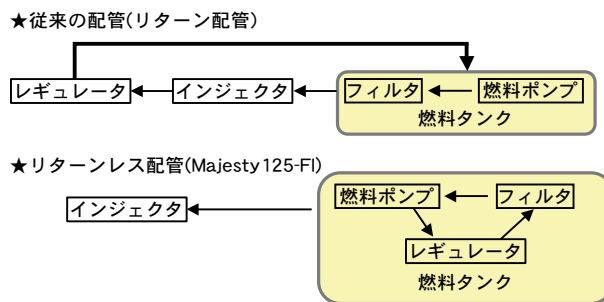 ★従来の配管(リターン配管)
レギュレータ インジェクタ フィルタ 燃料ポンプ
燃料タンク
★リターンレス配管(Majesty125-FI)
インジェクタ 燃料ポンプ フィルタ
レギュレータ
燃料タンク